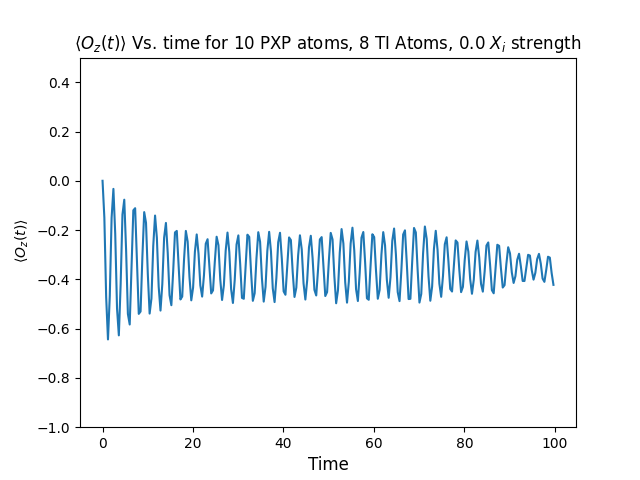 ⟨O_z(t)⟩ Vs. time for 10 PXP atoms, 8 TI Atoms, 0.0 X_i strength
0.4
0.2
0.0
−0.2
−0.4
−0.6
−0.8
−1.0
⟨O_z(t)⟩
0 20 40 60 80 100
Time